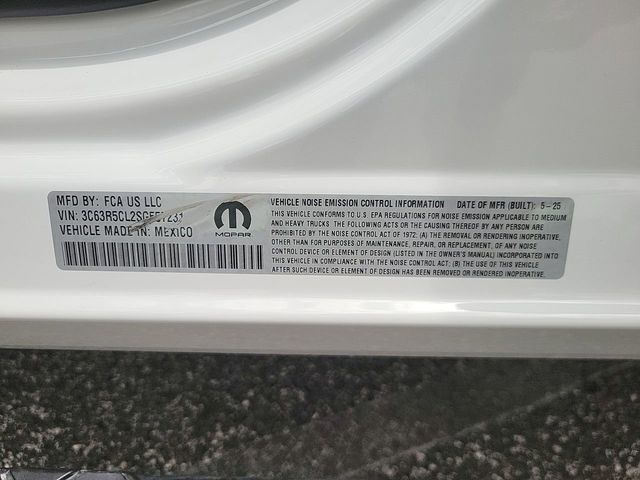 MFD BY: FCA US LLC
VIN:
VEHICLE MADE IN: MEXICO
MOPAR
VEHICLE NOISE EMISSION CONTROL INFORMATION DATE OF MFR (BUILT): 5-25
THIS VEHICLE CONFORMS TO U.S. EPA REGULATIONS FOR NOISE EMISSION APPLICABLE TO MEDIUM
AND HEAVY TRUCKS. THE FOLLOWING ACTS OR CAUSING THEREOF BY ANY PERSON ARE
PROHIBITED BY THE NOISE CONTROL ACT OF 1972: (A) THE REMOVAL OR RENDERING INOPERATIVE,
OTHER THAN FOR PURPOSES OF MAINTENANCE, REPAIR, OR REPLACEMENT, OF ANY NOISE
CONTROL DEVICE OR ELEMENT OF DESIGN (LISTED IN THE OWNER'S MANUAL) INCORPORATED INTO
THIS VEHICLE IN COMPLIANCE WITH THE NOISE CONTROL ACT; (B) THE USE OF THIS VEHICLE
AFTER SUCH DEVICE OR ELEMENT OF DESIGN HAS BEEN REMOVED OR RENDERED INOPERATIVE.